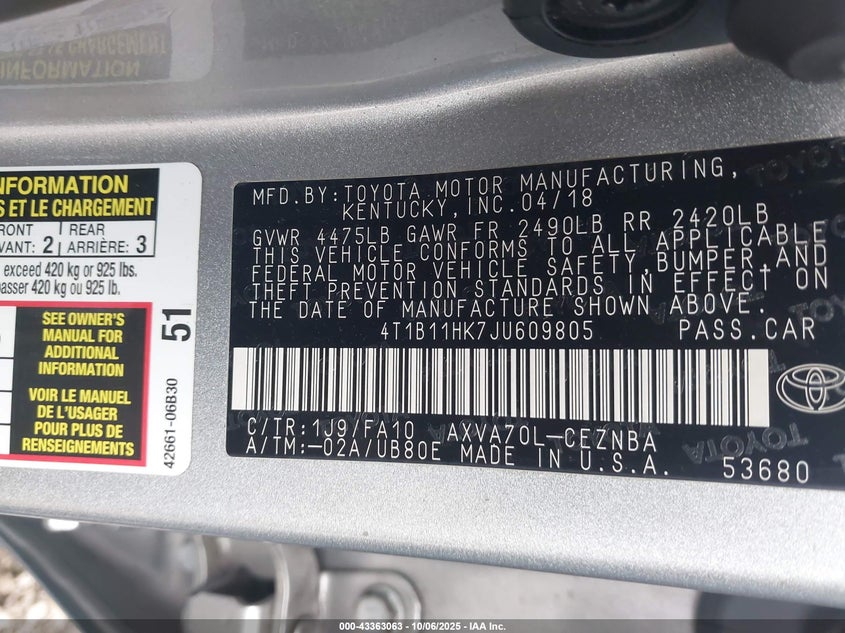 INFORMATION
NFORMATION
S ET LE CHARGEMENT
FRONT
VANT: 2
REAR
ARRIÈRE: 3
exceed 420 kg or 925 lbs.
passer 420 kg ou 925 lb.
SEE OWNER'S
MANUAL FOR
ADDITIONAL
INFORMATION
VOIR LE MANUEL
DE L'USAGER
POUR PLUS DE
RENSEIGNEMENTS
51
42661-06B30
MFD.BY:TOYOTA MOTOR MANUFACTURING,
KENTUCKY,INC.04/18
GVWR 4475LB GAWR FR 2490LB RR 2420LB
THIS VEHICLE CONFORMS TO ALL APPLICABLE
FEDERAL MOTOR VEHICLE SAFETY,BUMPER,AND
THEFT PREVENTION STANDARDS IN EFFECT ON
THE DATE OF MANUFACTURE SHOWN ABOVE.
4T1B11HK7JU609805 PASS.CAR
C/TR:1J9/FA10 AXVA70L-CEZNBA
A/TM:-02A/UB80E MADE IN U.S.A.
53680
000-43363063 - 10/06/2025 - IAA Inc.